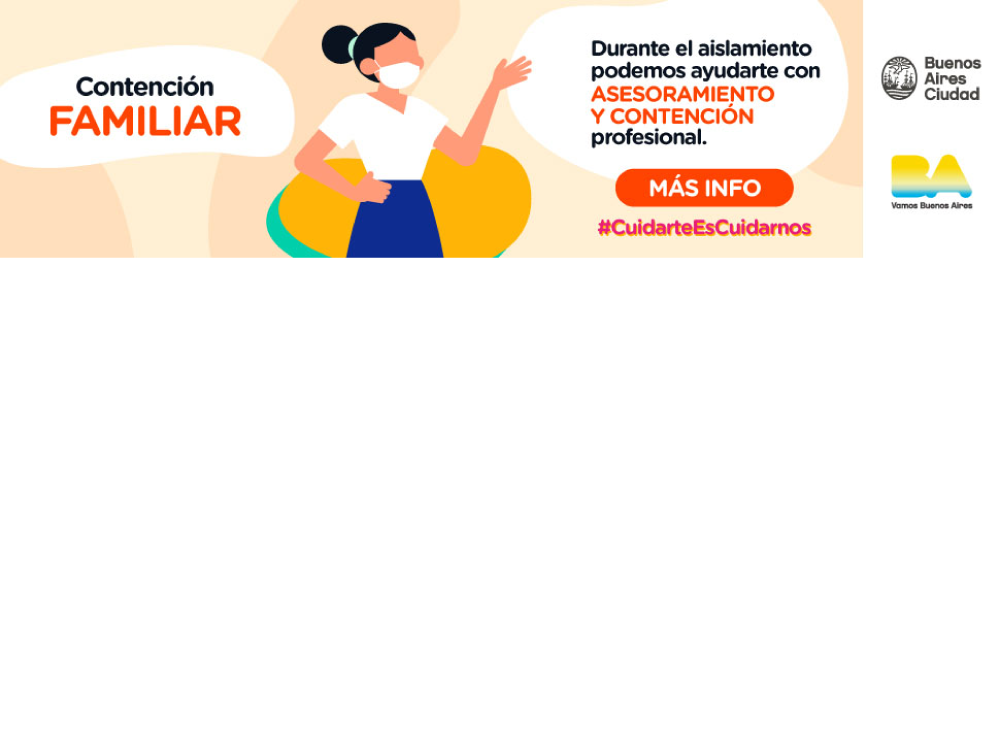 Contención
FAMILIAR
Durante el aislamiento
podemos ayudarte con
ASESORAMIENTO
Y CONTENCIÓN
profesional.
MÁS INFO
#CuidarteEsCuidarnos
Buenos
Aires
Ciudad
BA
Vamos Buenos Aires